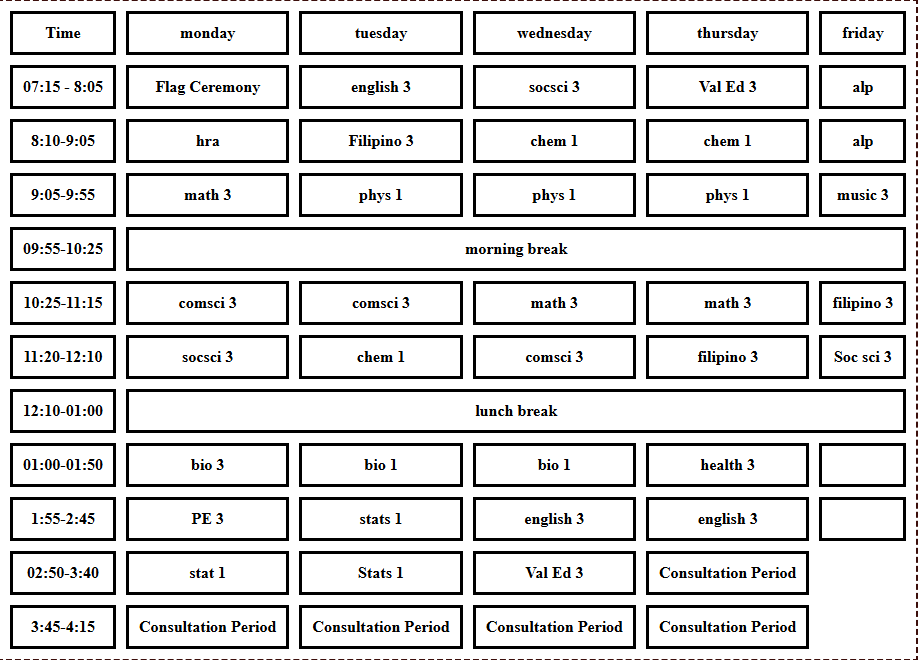 Time monday tuesday wednesday thursday friday
07:15 - 8:05 Flag Ceremony english 3 socsci 3 Val Ed 3 alp
8:10-9:05 hra Filipino 3 chem 1 chem 1 alp
9:05-9:55 math 3 phys 1 phys 1 phys 1 music 3
09:55-10:25 morning break
10:25-11:15 comsci 3 comsci 3 math 3 math 3 filipino 3
11:20-12:10 socsci 3 chem 1 comsci 3 filipino 3 Soc sci 3
12:10-01:00 lunch break
01:00-01:50 bio 3 bio 1 bio 1 health 3
1:55-2:45 PE 3 stats 1 english 3 english 3
02:50-3:40 stat 1 Stats 1 Val Ed 3 Consultation Period
3:45-4:15 Consultation Period Consultation Period Consultation Period Consultation Period